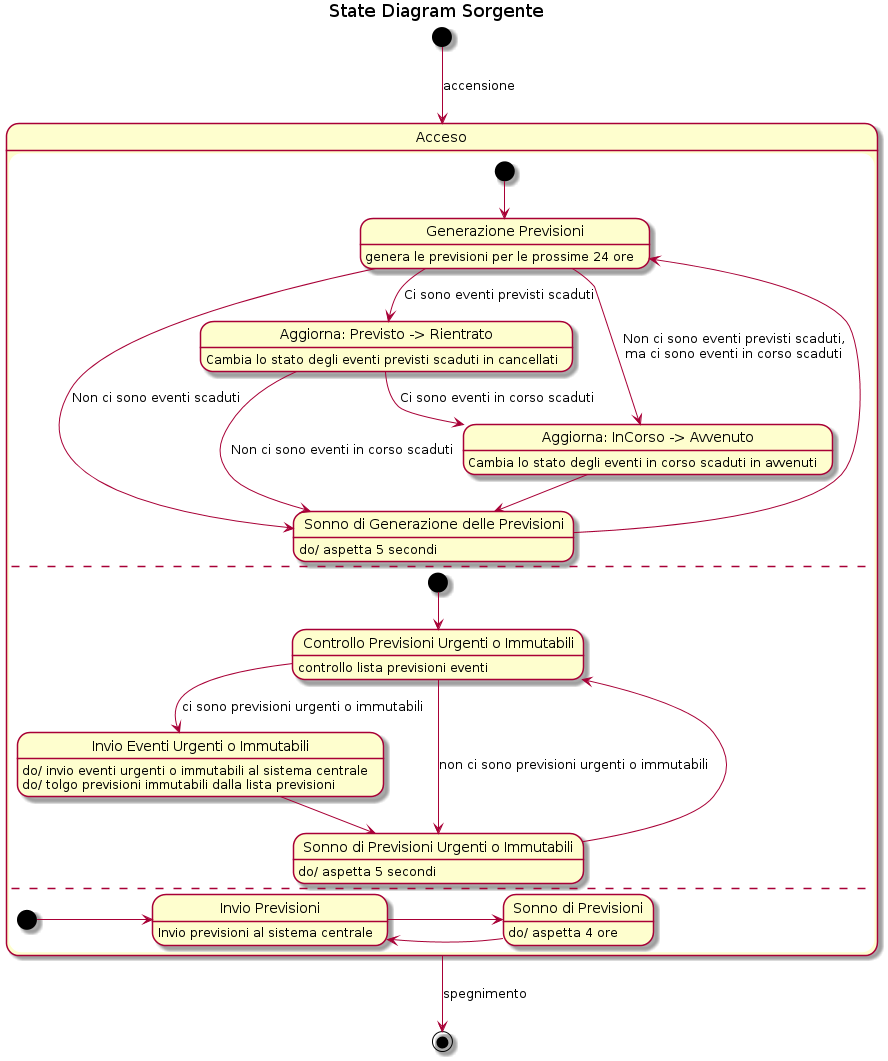 State Diagram Sorgente
accensione
Acceso
Generazione Previsioni
genera le previsioni per le prossime 24 ore
Ci sono eventi previsti scaduti
Aggiorna: Previsto -> Rientrato
Cambia lo stato degli eventi previsti scaduti in cancellati
Non ci sono eventi previsti scaduti,
ma ci sono eventi in corso scaduti
Non ci sono eventi scaduti
Ci sono eventi in corso scaduti
Aggiorna: InCorso -> Avvenuto
Cambia lo stato degli eventi in corso scaduti in avvenuti
Non ci sono eventi in corso scaduti
Sonno di Generazione delle Previsioni
do/ aspetta 5 secondi
Controllo Previsioni Urgenti o Immutabili
controllo lista previsioni eventi
ci sono previsioni urgenti o immutabili
Invio Eventi Urgenti o Immutabili
do/ invio eventi urgenti o immutabili al sistema centrale
do/ tolgo previsioni immutabili dalla lista previsioni
non ci sono previsioni urgenti o immutabili
Sonno di Previsioni Urgenti o Immutabili
do/ aspetta 5 secondi
Invio Previsioni
Invio previsioni al sistema centrale
Sonno di Previsioni
do/ aspetta 4 ore
spegnimento